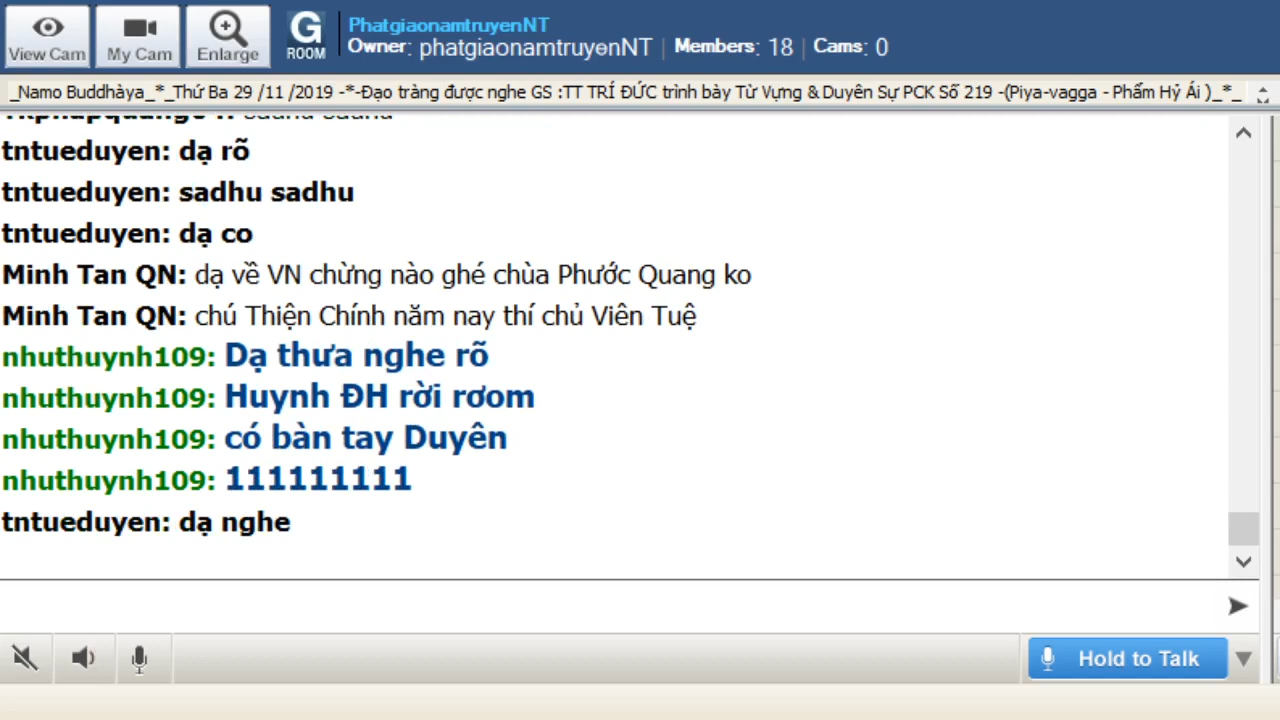 View Cam
My Cam
Enlarge
G
ROOM
PhatgiaonamtruyenNT
Owner: phatgiaonamtruyenNT | Members: 18 | Cams: 0
_Namo Buddhàya_*_Thứ Ba 29 /11 /2019 -*-Đạo tràng được nghe GS :TT TRÍ ĐỨC trình bày Từ Vựng & Duyên Sự PCK Số 219 -(Piya-vagga - Phẩm Hỷ Ái )_*_
tntueduyen: dạ rõ
tntueduyen: sadhu sadhu
tntueduyen: dạ co
Minh Tan QN: dạ về VN chừng nào ghé chùa Phước Quang ko
Minh Tan QN: chú Thiện Chính năm nay thí chủ Viên Tuệ
nhuthuynh109: Dạ thưa nghe rõ
nhuthuynh109: Huynh ĐH rời rơom
nhuthuynh109: có bàn tay Duyên
nhuthuynh109: 111111111
tntueduyen: dạ nghe
Hold to Talk